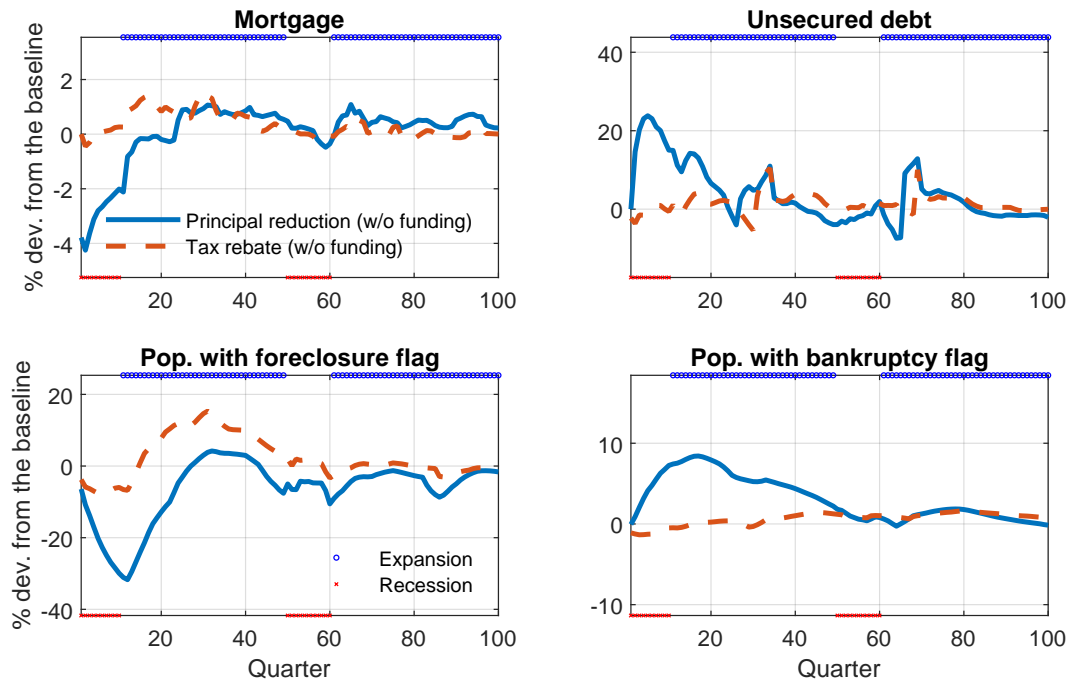 Mortgage
% dev. from the baseline
2
0
-2
-4
Principal reduction (w/o funding)
Tax rebate (w/o funding)
20 40 60 80 100
Unsecured debt
40
20
0
20 40 60 80 100
Pop. with foreclosure flag
% dev. from the baseline
20
0
-20
-40
Expansion
Recession
20 40 60 80 100
Quarter
Pop. with bankruptcy flag
10
0
-10
20 40 60 80 100
Quarter